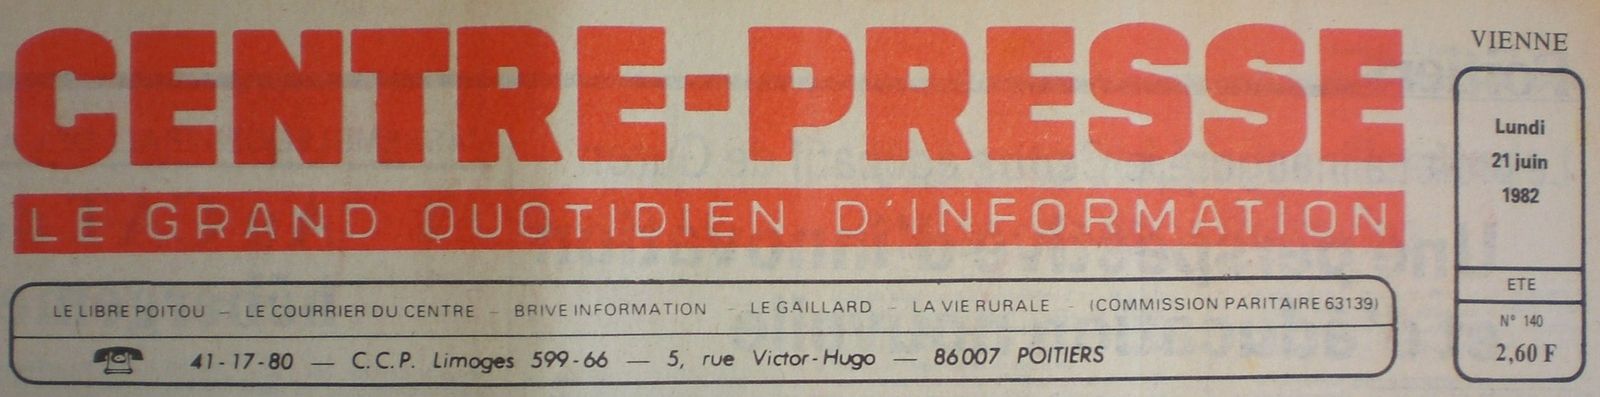 CENTRE-PRESSE
LE GRAND QUOTIDIEN D'INFORMATION
LE LIBRE POITOU — LE COURRIER DU CENTRE — BRIVE INFORMATION — LE GAILLARD — LA VIE RURALE - (COMMISSION PARITAIRE 63139)
41-17-80 — C.C.P. Limoges 599-66 — 5, rue Victor-Hugo — 86007 POITIERS
VIENNE
Lundi
21 juin
1982
ETE
N° 140
2,60 F